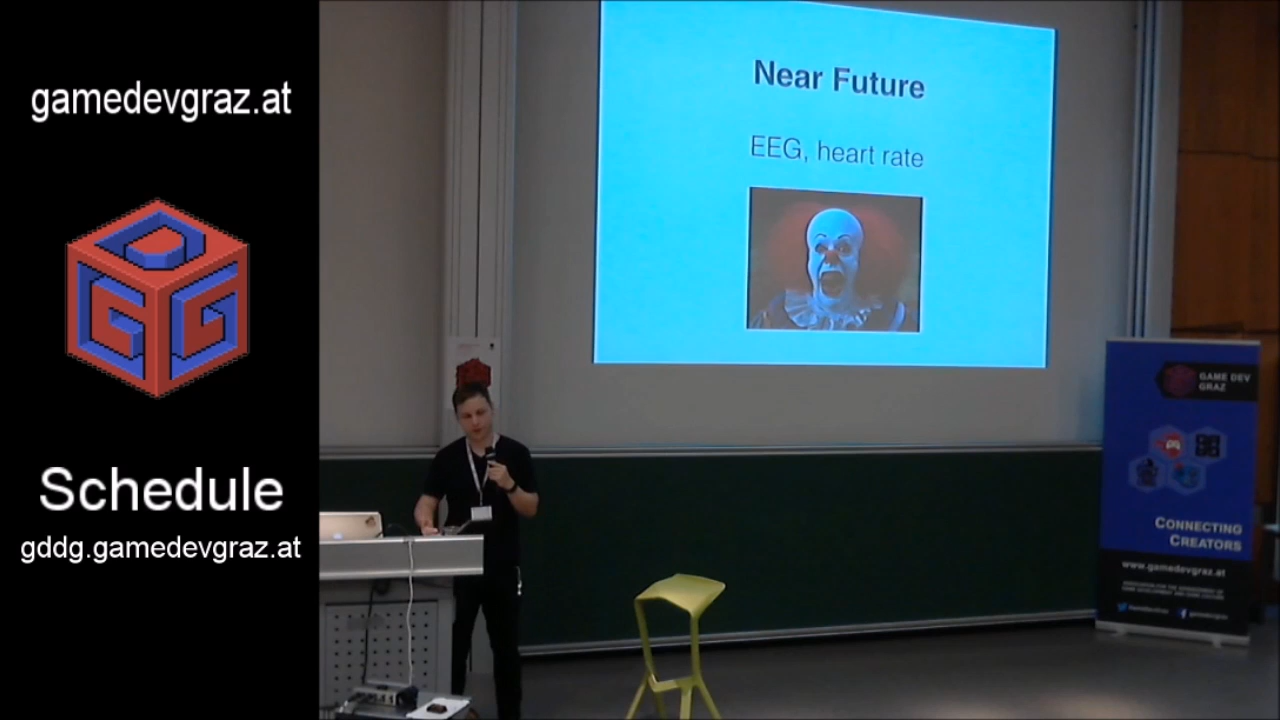 gamedevgraz.at
GDG
Schedule
gddg.gamedevgraz.at
Near Future
EEG, heart rate
GAME DEV
GRAZ
CONNECTING
CREATORS
www.gamedevgraz.at